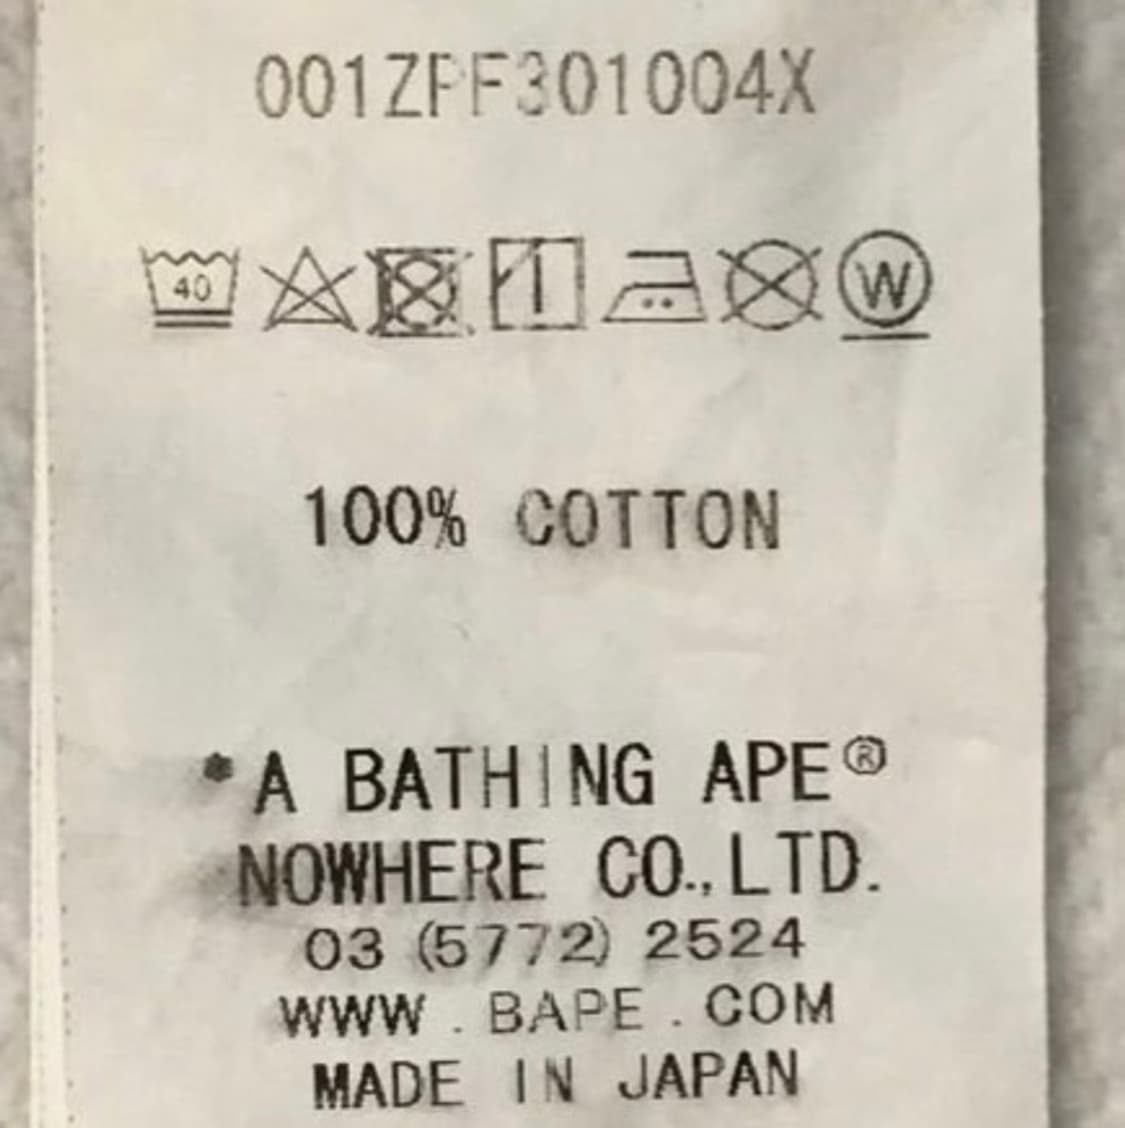 001ZPF301004X
40 W
100% COTTON
*A BATHING APE®
NOWHERE CO.,LTD.
03 (5772) 2524
WWW . BAPE . COM
MADE IN JAPAN